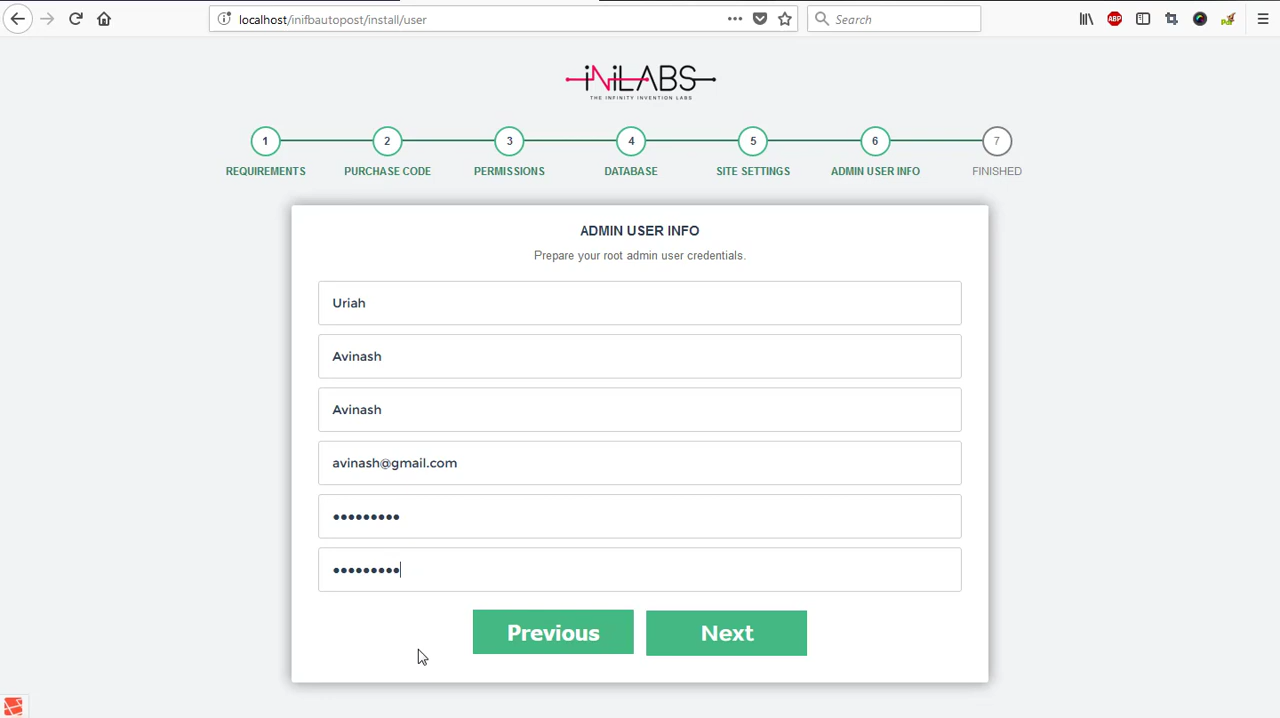 localhost/inifbautopost/install/user
Search
ABP
iNiLABS
THE INFINITY INVENTION LABS
1 2 3 4 5 6 7
REQUIREMENTS PURCHASE CODE PERMISSIONS DATABASE SITE SETTINGS ADMIN USER INFO FINISHED
ADMIN USER INFO
Prepare your root admin user credentials.
Uriah
Avinash
Avinash
avinash@gmail.com
•••••••••
•••••••••
Previous Next